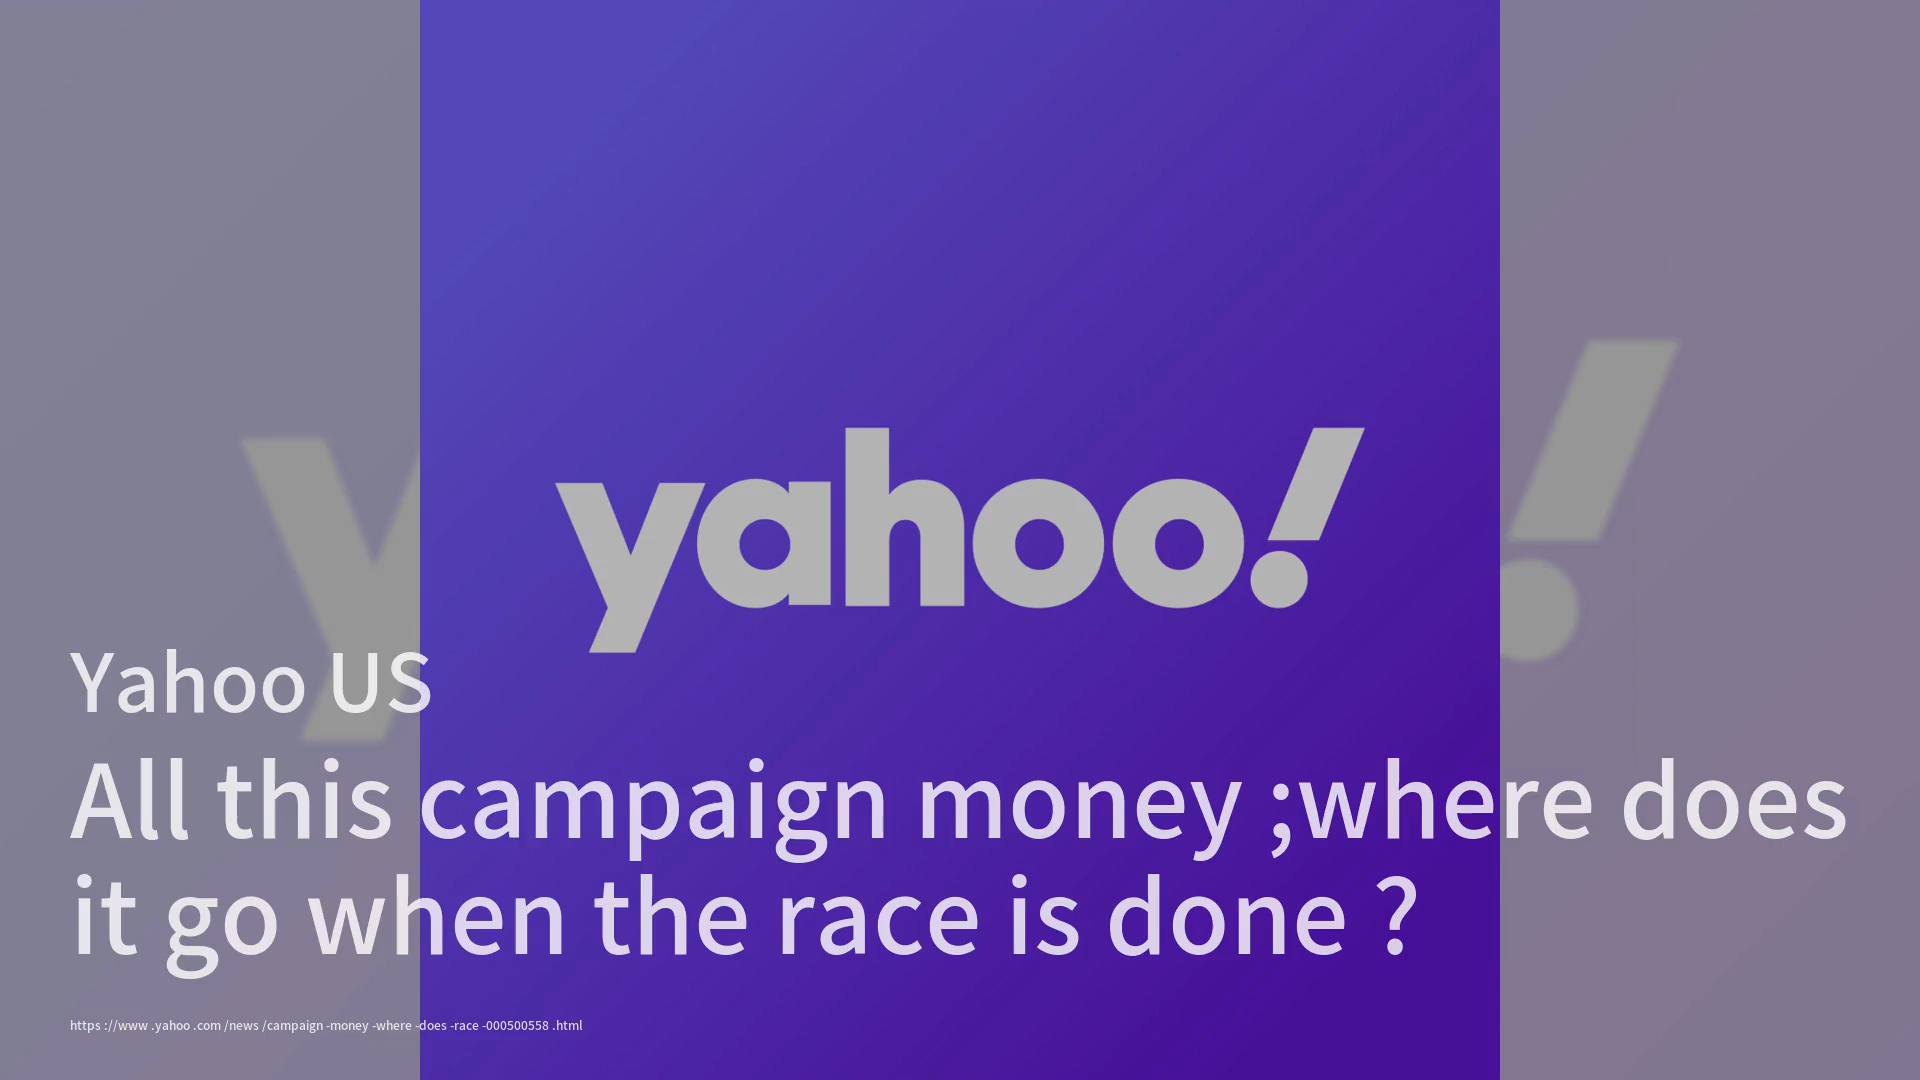 yahoo!
Yahoo US
All this campaign money ;where does
it go when the race is done ?
https ://www .yahoo .com /news /campaign -money -where -does -race -000500558 .html